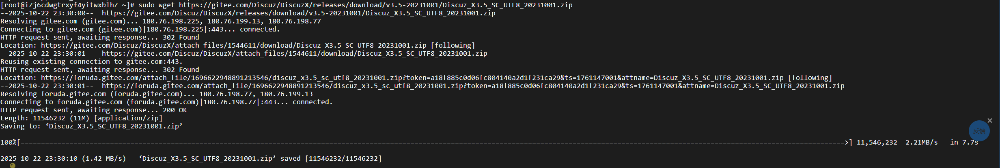 [root@iZj6cdwgtrxyf4yitwxblhZ ~]# sudo wget https://gitee.com/Discuz/DiscuzX/releases/download/v3.5-20231001/Discuz_X3.5_SC_UTF8_20231001.zip
--2025-10-22 23:30:00--  https://gitee.com/Discuz/DiscuzX/releases/download/v3.5-20231001/Discuz_X3.5_SC_UTF8_20231001.zip
Resolving gitee.com (gitee.com)... 180.76.198.225, 180.76.199.13, 180.76.198.77
Connecting to gitee.com (gitee.com)|180.76.198.225|:443... connected.
HTTP request sent, awaiting response... 302 Found
Location: https://gitee.com/Discuz/DiscuzX/attach_files/1544611/download/Discuz_X3.5_SC_UTF8_20231001.zip [following]
--2025-10-22 23:30:01--  https://gitee.com/Discuz/DiscuzX/attach_files/1544611/download/Discuz_X3.5_SC_UTF8_20231001.zip
Reusing existing connection to gitee.com:443.
HTTP request sent, awaiting response... 302 Found
Location: https://foruda.gitee.com/attach_file/1696622948891213546/discuz_x3.5_sc_utf8_20231001.zip?token=a18f885c0d06fc804140a2d1f231ca29&ts=1761147001&attname=Discuz_X3.5_SC_UTF8_20231001.zip [following]
--2025-10-22 23:30:01--  https://foruda.gitee.com/attach_file/1696622948891213546/discuz_x3.5_sc_utf8_20231001.zip?token=a18f885c0d06fc804140a2d1f231ca29&ts=1761147001&attname=Discuz_X3.5_SC_UTF8_20231001.zip
Resolving foruda.gitee.com (foruda.gitee.com)... 180.76.198.77, 180.76.199.13
Connecting to foruda.gitee.com (foruda.gitee.com)|180.76.198.77|:443... connected.
HTTP request sent, awaiting response... 200 OK
Length: 11546232 (11M) [application/zip]
Saving to: ‘Discuz_X3.5_SC_UTF8_20231001.zip’
反馈
100%[===========================================================================================================================================================================================================>] 11,546,232  2.21MB/s   in 7.7s
2025-10-22 23:30:10 (1.42 MB/s) - ‘Discuz_X3.5_SC_UTF8_20231001.zip’ saved [11546232/11546232]